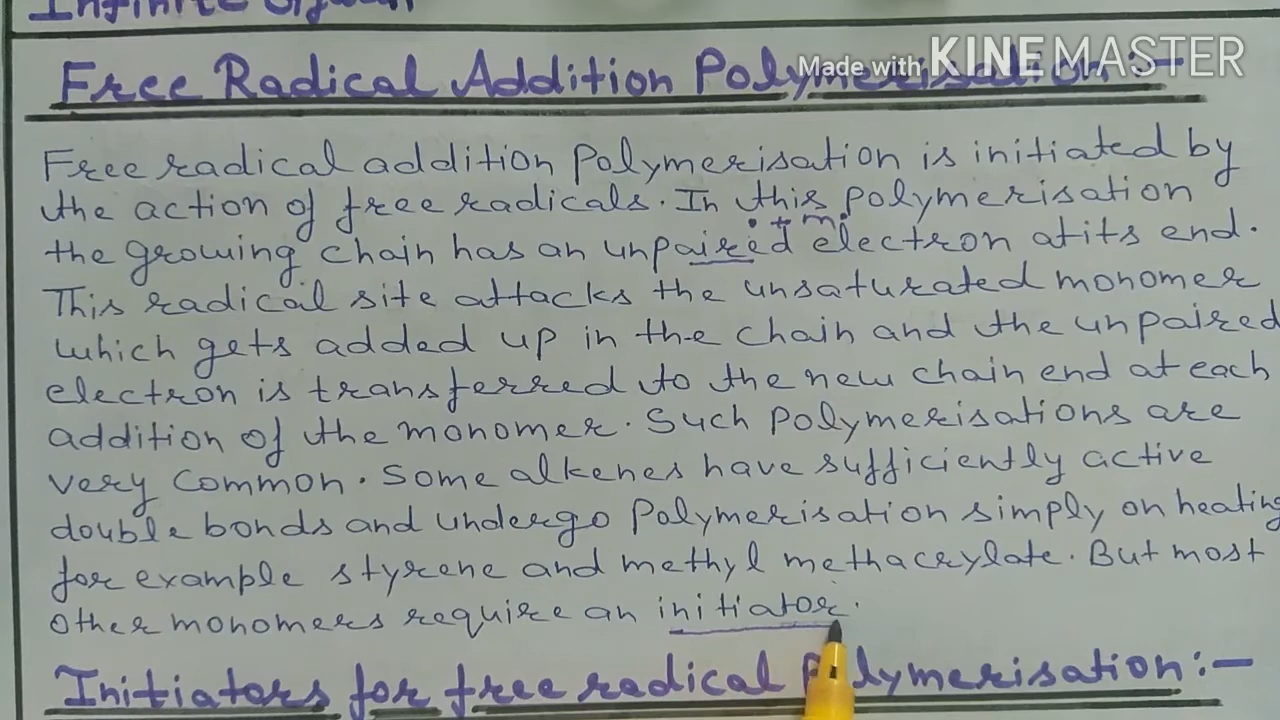 Free Radical Addition Polymerisation:-
Made with KINEMASTER
Free radical addition Polymerisation is initiated by
the action of free radicals. In this polymerisation
the growing chain has an unpaired electron at its end.
This radical site attacks the unsaturated monomer
which gets added up in the chain and the unpaired
electron is transferred to the new chain end at each
addition of the monomer. Such polymerisations are
very common. Some alkenes have sufficiently active
double bonds and undergo Polymerisation simply on heating
for example styrene and methyl methacrylate. But most
other monomers require an initiator.
Initiators for free radical Polymerisation:-